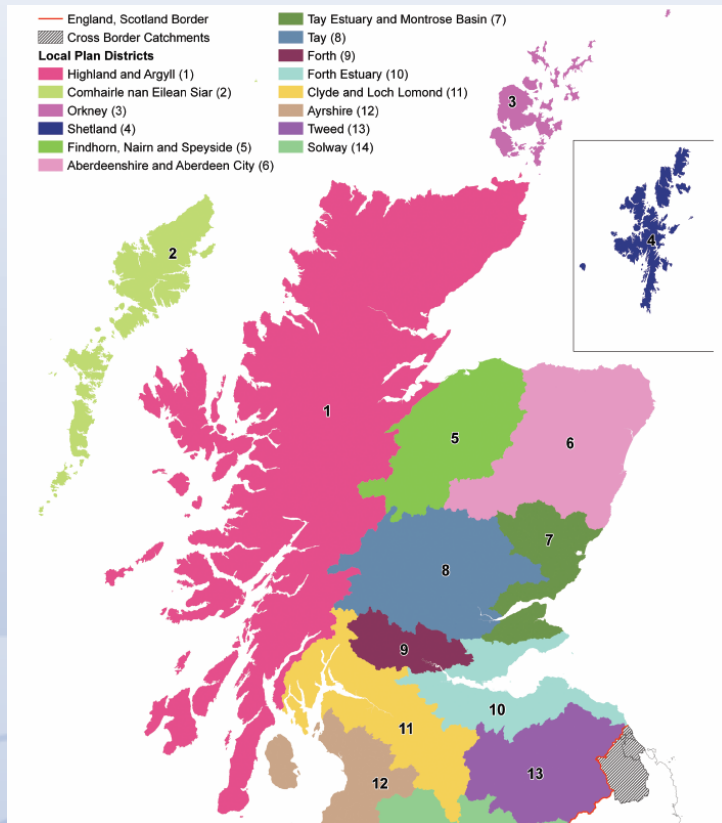 England, Scotland Border
Cross Border Catchments
Local Plan Districts
Highland and Argyll (1)
Comhairle nan Eilean Siar (2)
Orkney (3)
Shetland (4)
Findhorn, Nairn and Speyside (5)
Aberdeenshire and Aberdeen City (6)
Tay Estuary and Montrose Basin (7)
Tay (8)
Forth (9)
Forth Estuary (10)
Clyde and Loch Lomond (11)
Ayrshire (12)
Tweed (13)
Solway (14)
3
4
2
1
5
6
7
8
9
10
11
12
13